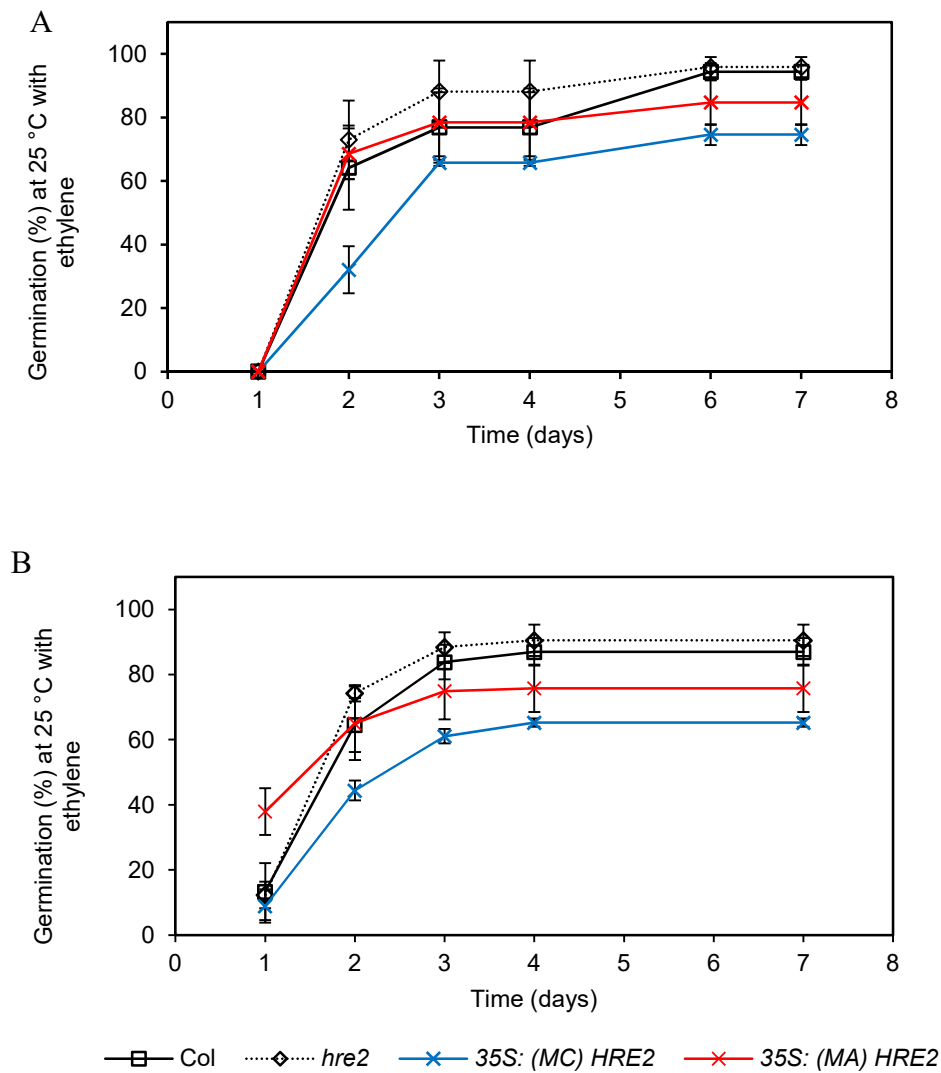 A
100
80
60
40
20
0
0 1 2 3 4 5 6 7 8
Germination (%) at 25 °C with
ethylene
Time (days)
B
100
80
60
40
20
0
0 1 2 3 4 5 6 7 8
Germination (%) at 25 °C with
ethylene
Time (days)
Col hre2 35S: (MC) HRE2 35S: (MA) HRE2